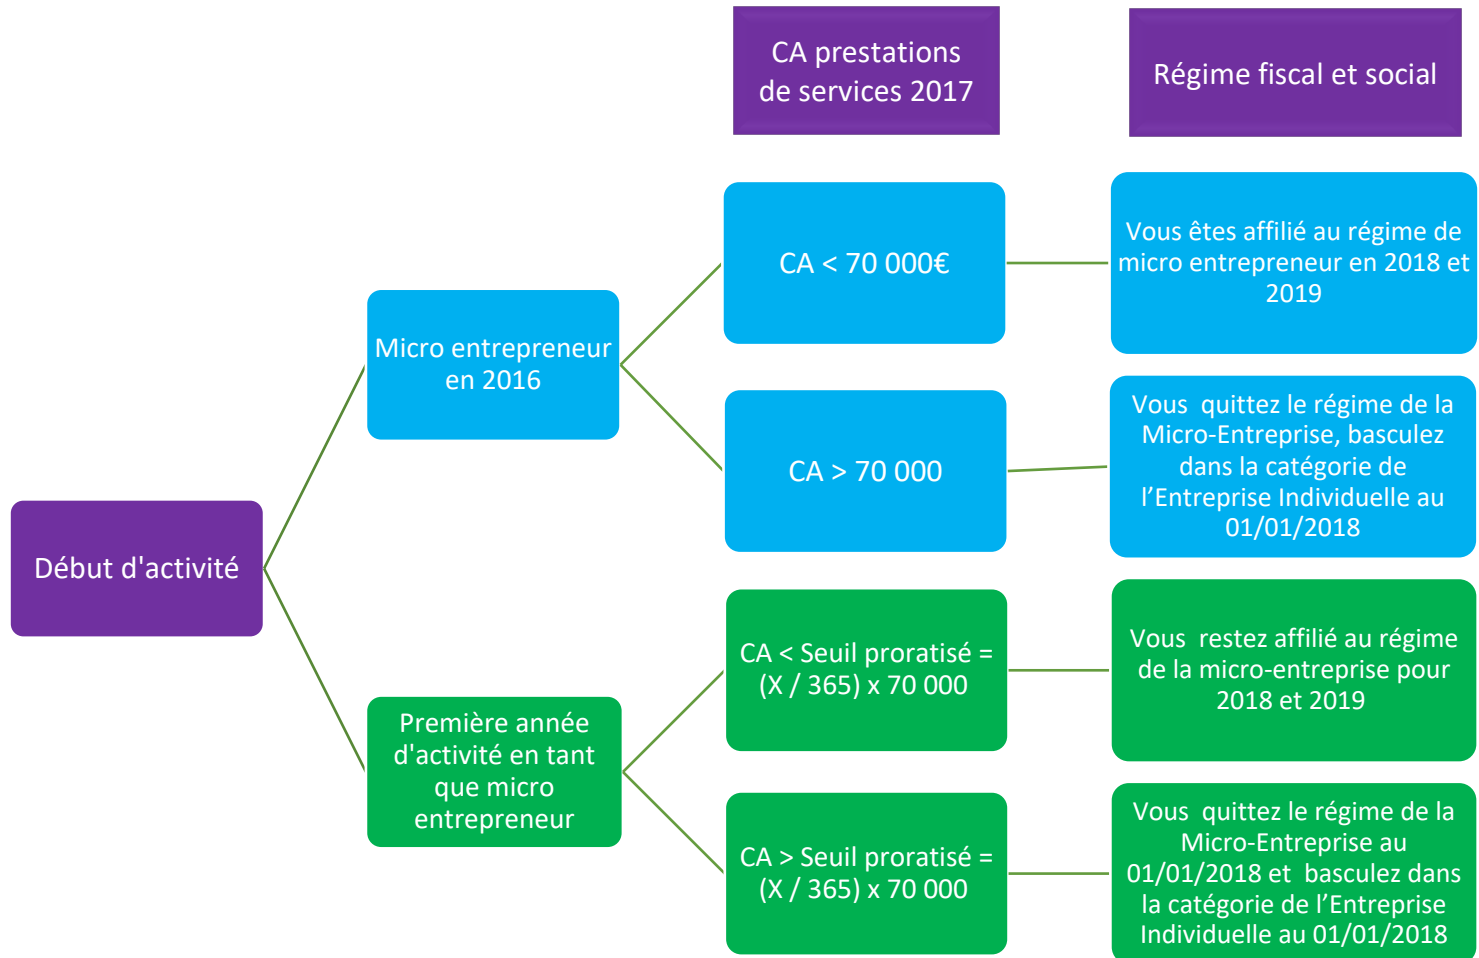 CA prestations
de services 2017
Régime fiscal et social
Début d'activité
Micro entrepreneur
en 2016
CA < 70 000€
Vous êtes affilié au régime de
micro entrepreneur en 2018 et
2019
CA > 70 000
Vous  quittez le régime de la
Micro-Entreprise, basculez
dans la catégorie de
l’Entreprise Individuelle au
01/01/2018
Première année
d'activité en tant
que micro
entrepreneur
CA < Seuil proratisé =
(X / 365) x 70 000
Vous  restez affilié au régime
de la micro-entreprise pour
2018 et 2019
CA > Seuil proratisé =
(X / 365) x 70 000
Vous  quittez le régime de la
Micro-Entreprise au
01/01/2018 et  basculez dans
la catégorie de l’Entreprise
Individuelle au 01/01/2018